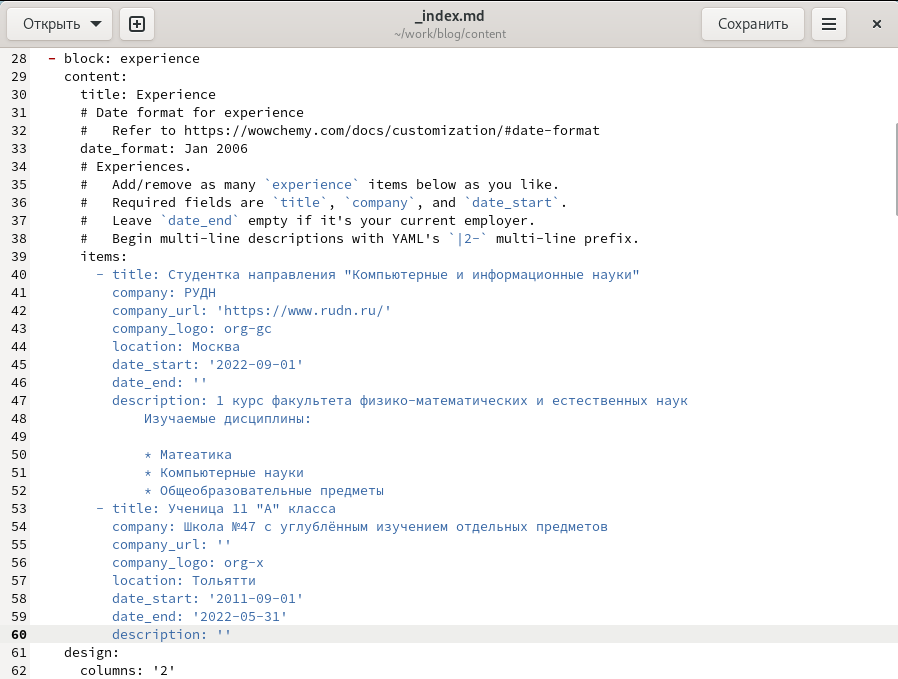 Открыть
_index.md
~/work/blog/content
Сохранить
28 - block: experience
29 content:
30 title: Experience
31 # Date format for experience
32 #   Refer to https://wowchemy.com/docs/customization/#date-format
33 date_format: Jan 2006
34 # Experiences.
35 #   Add/remove as many `experience` items below as you like.
36 #   Required fields are `title`, `company`, and `date_start`.
37 #   Leave `date_end` empty if it's your current employer.
38 #   Begin multi-line descriptions with YAML's `|2-` multi-line prefix.
39 items:
40 - title: Студентка направления "Компьютерные и информационные науки"
41 company: РУДН
42 company_url: 'https://www.rudn.ru/'
43 company_logo: org-gc
44 location: Москва
45 date_start: '2022-09-01'
46 date_end: ''
47 description: 1 курс факультета физико-математических и естественных наук
48 Изучаемые дисциплины:
49
50 * Матеатика
51 * Компьютерные науки
52 * Общеобразовательные предметы
53 - title: Ученица 11 "А" класса
54 company: Школа №47 с углублённым изучением отдельных предметов
55 company_url: ''
56 company_logo: org-x
57 location: Тольятти
58 date_start: '2011-09-01'
59 date_end: '2022-05-31'
60 description: ''
61 design:
62 columns: '2'